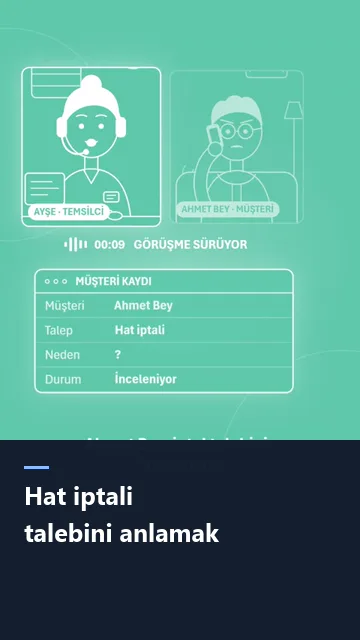 AYŞE · TEMSİLCİ
AHMET BEY · MÜŞTERİ
00:09 GÖRÜŞME SÜRÜYOR
MÜŞTERİ KAYDI
Müşteri Ahmet Bey
Talep Hat iptali
Neden ?
Durum İnceleniyor
Hat iptali
talebini anlamak